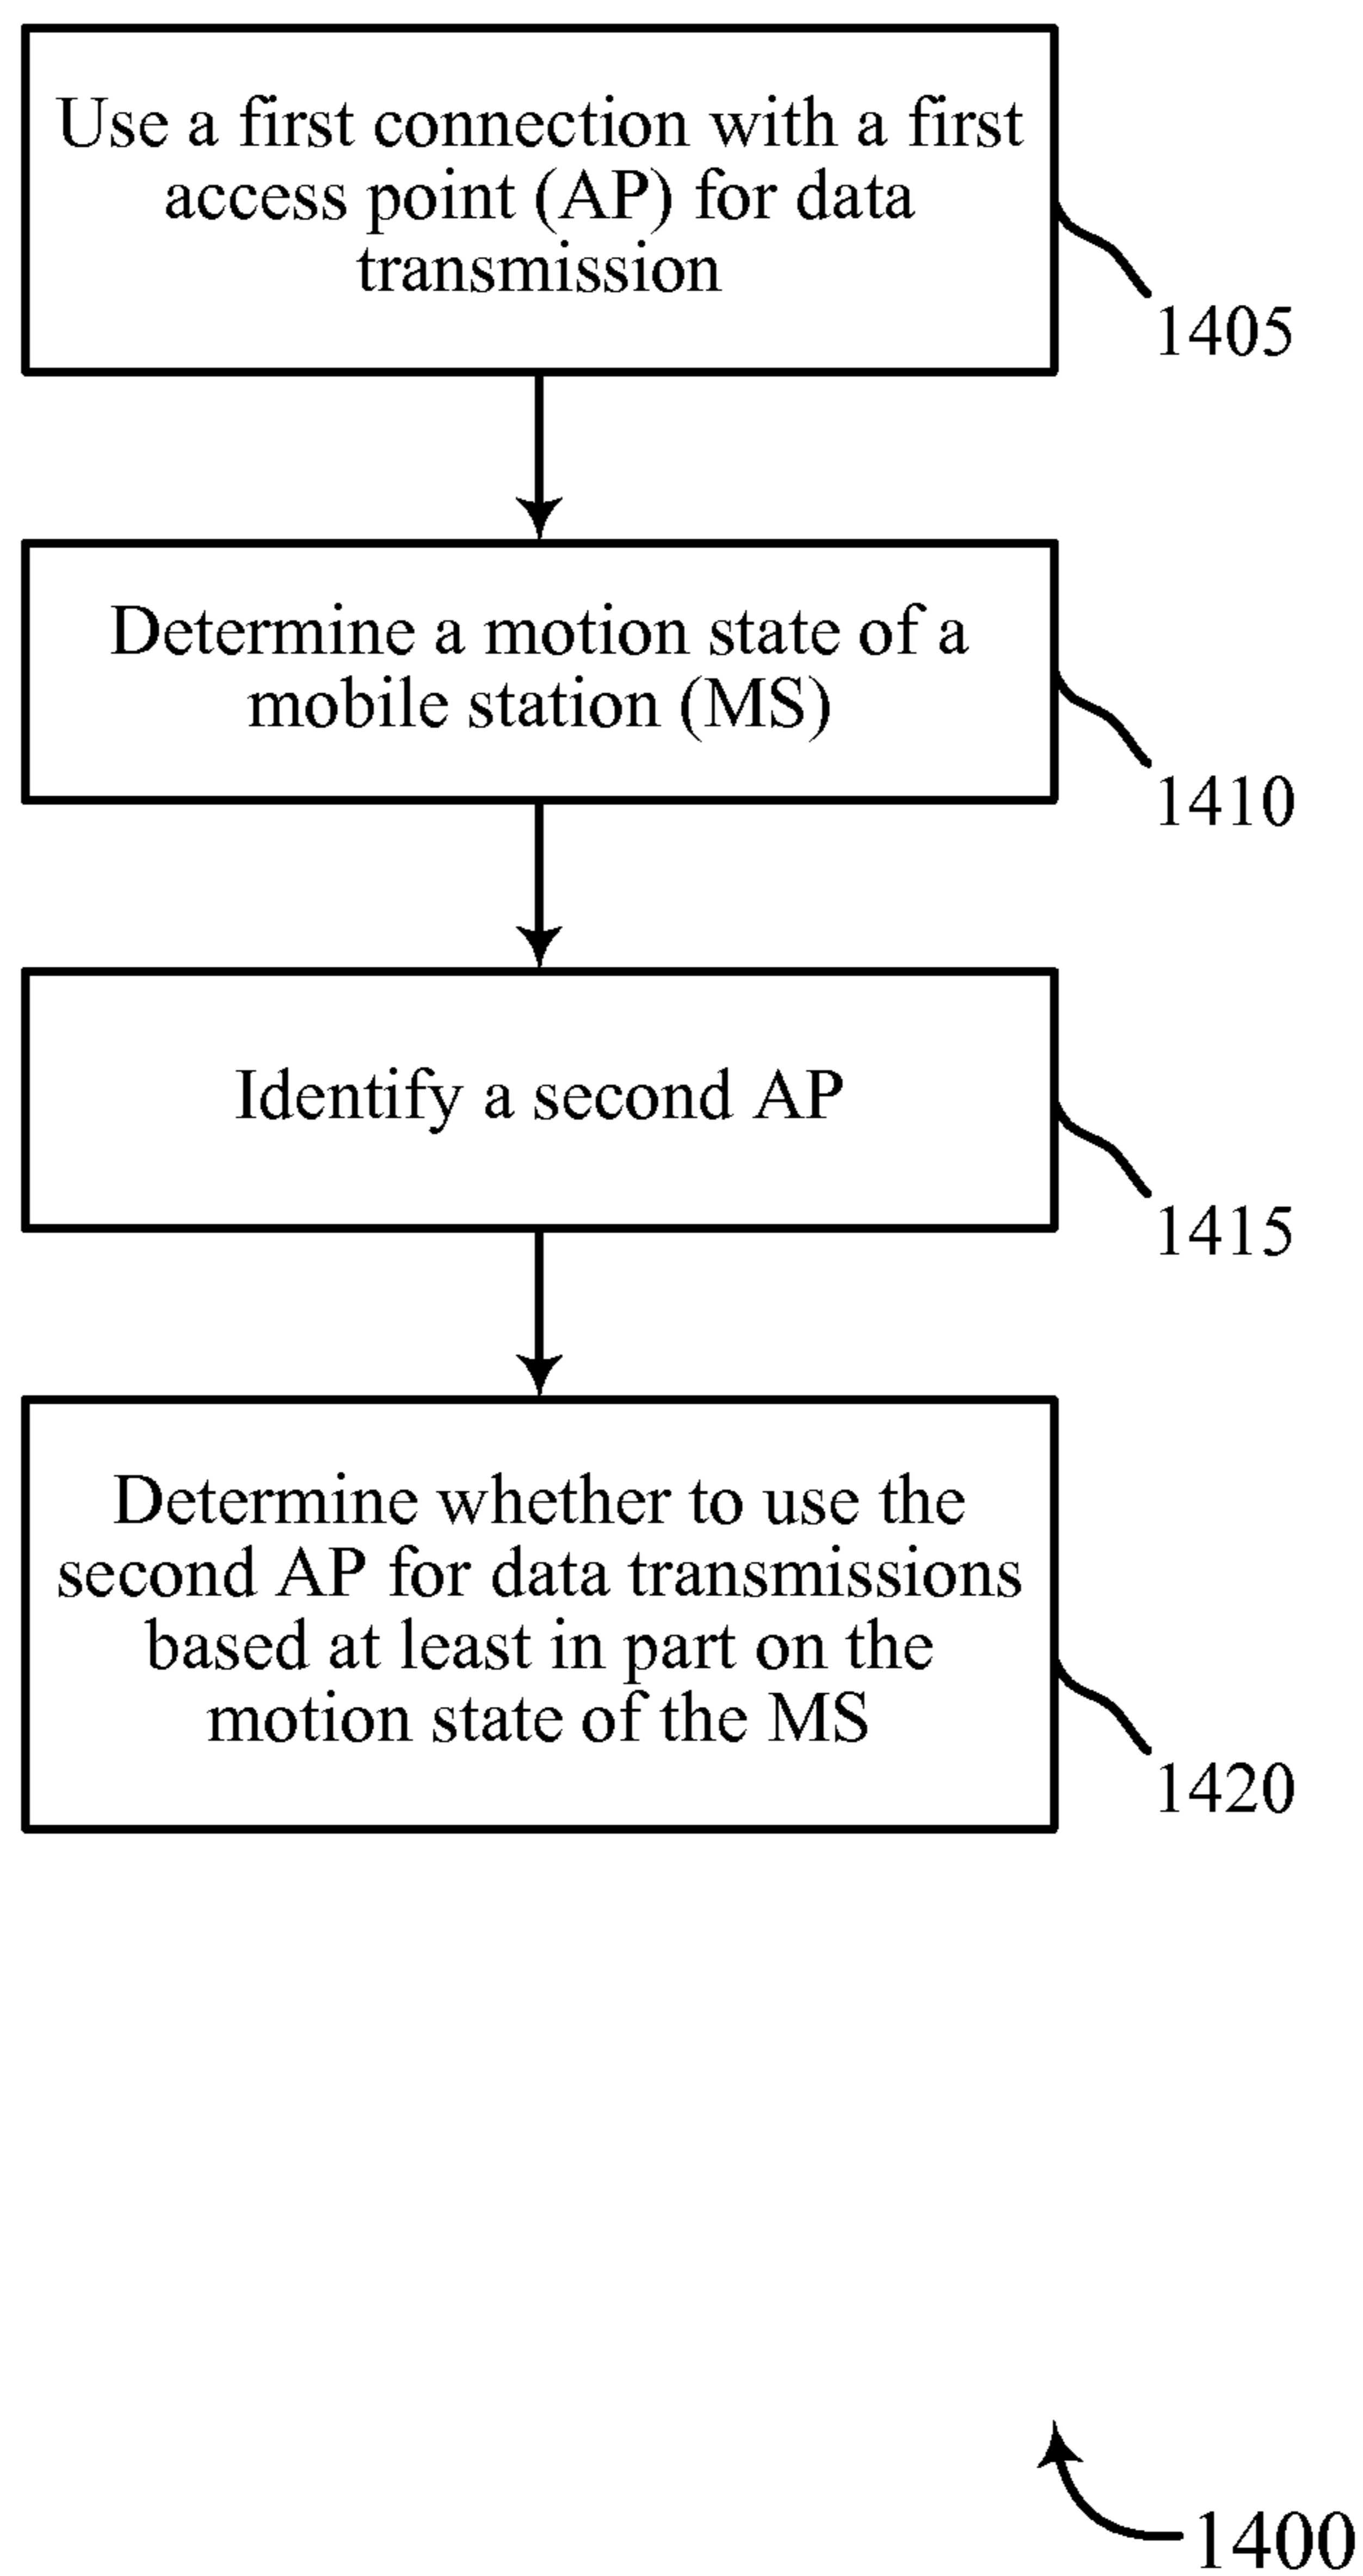 Use a first connection with a first
access point (AP) for data
transmission
1405
Determine a motion state of a
mobile station (MS)
1410
Identify a second AP
1415
Determine whether to use the
second AP for data transmissions
based at least in part on the
motion state of the MS
1420
1400